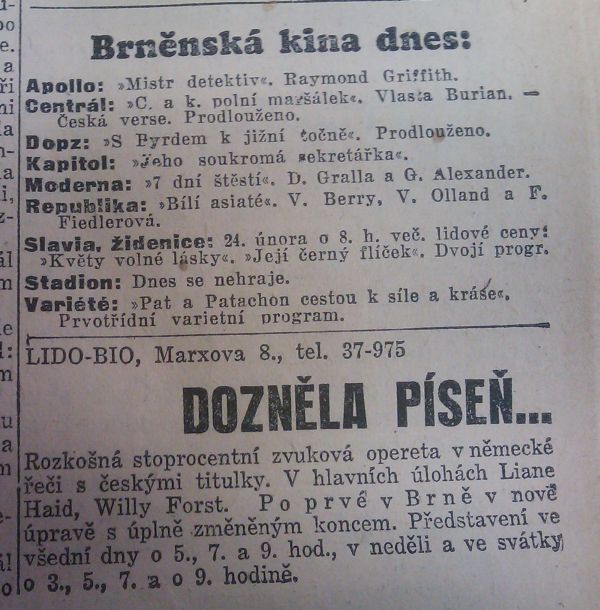 Brněnská kina dnes:
Apollo: »Mistr detektiv«. Raymond Griffith.
Centrál: »C. a k. polní maršálek«. Vlasta Burian. —
Česká verse. Prodlouženo.
Dopz: »S Byrdem k jižní točně«. Prodlouženo.
Kapitol: »Jeho soukromá sekretářka«.
Moderna: »7 dní štěstí«. D. Gralla a G. Alexander.
Republika: »Bílí asiaté«. V. Berry, V. Olland a F.
Fiedlerová.
Slavia, židenice: 24. února o 8. h. več. lidové ceny!
»Květy volné lásky«. »Její černý flíček«. Dvojí progr.
Stadion: Dnes se nehraje.
Variété: »Pat a Patachon cestou k síle a kráse«.
Prvotřídní varietní program.
LIDO-BIO, Marxova 8., tel. 37-975
DOZNĚLA PÍSEŇ...
Rozkošná stoprocentní zvuková opereta v německé
řeči s českými titulky. V hlavních úlohách Liane
Haid, Willy Forst. Po prvé v Brně v nové
úpravě s úplně změněným koncem. Představení ve
všední dny o 5., 7. a 9. hod., v neděli a ve svátky
o 3., 5., 7. a o 9. hodině.